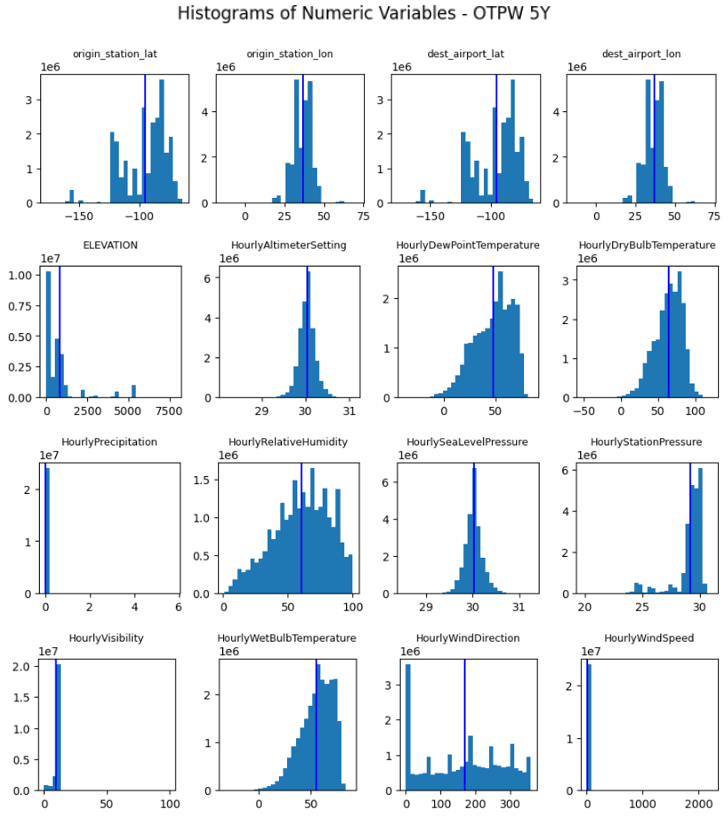 Histograms of Numeric Variables - OTPW 5Y
origin_station_lat origin_station_lon dest_airport_lat dest_airport_lon
1e6 1e6 1e6 1e6
3 4 3 4
2 2 2 2
1 1
0 0 0 0
−150 −100 0 25 50 75 −150 −100 0 25 50 75
ELEVATION HourlyAltimeterSetting HourlyDewPointTemperature HourlyDryBulbTemperature
1e7 1e6 1e6 1e6
1.00 6 2 3
0.75 4 2
0.50 1
0.25 2 1
0.00 0 0 0
0 2500 5000 7500 29 30 31 0 50 −50 0 50 100
HourlyPrecipitation HourlyRelativeHumidity HourlySeaLevelPressure HourlyStationPressure
1e7 1e6 1e6 1e6
2 1.5 6 6
1.0 4 4
1 0.5 2 2
0 0.0 0 0
0 2 4 6 0 50 100 29 30 31 20 25 30
HourlyVisibility HourlyWetBulbTemperature HourlyWindDirection HourlyWindSpeed
1e7 1e6 1e6 1e7
2.0 2 3 2
1.5 2
1.0 1 1
0.5 1
0.0 0 0 0
0 50 100 0 50 0 100 200 300 0 1000 2000